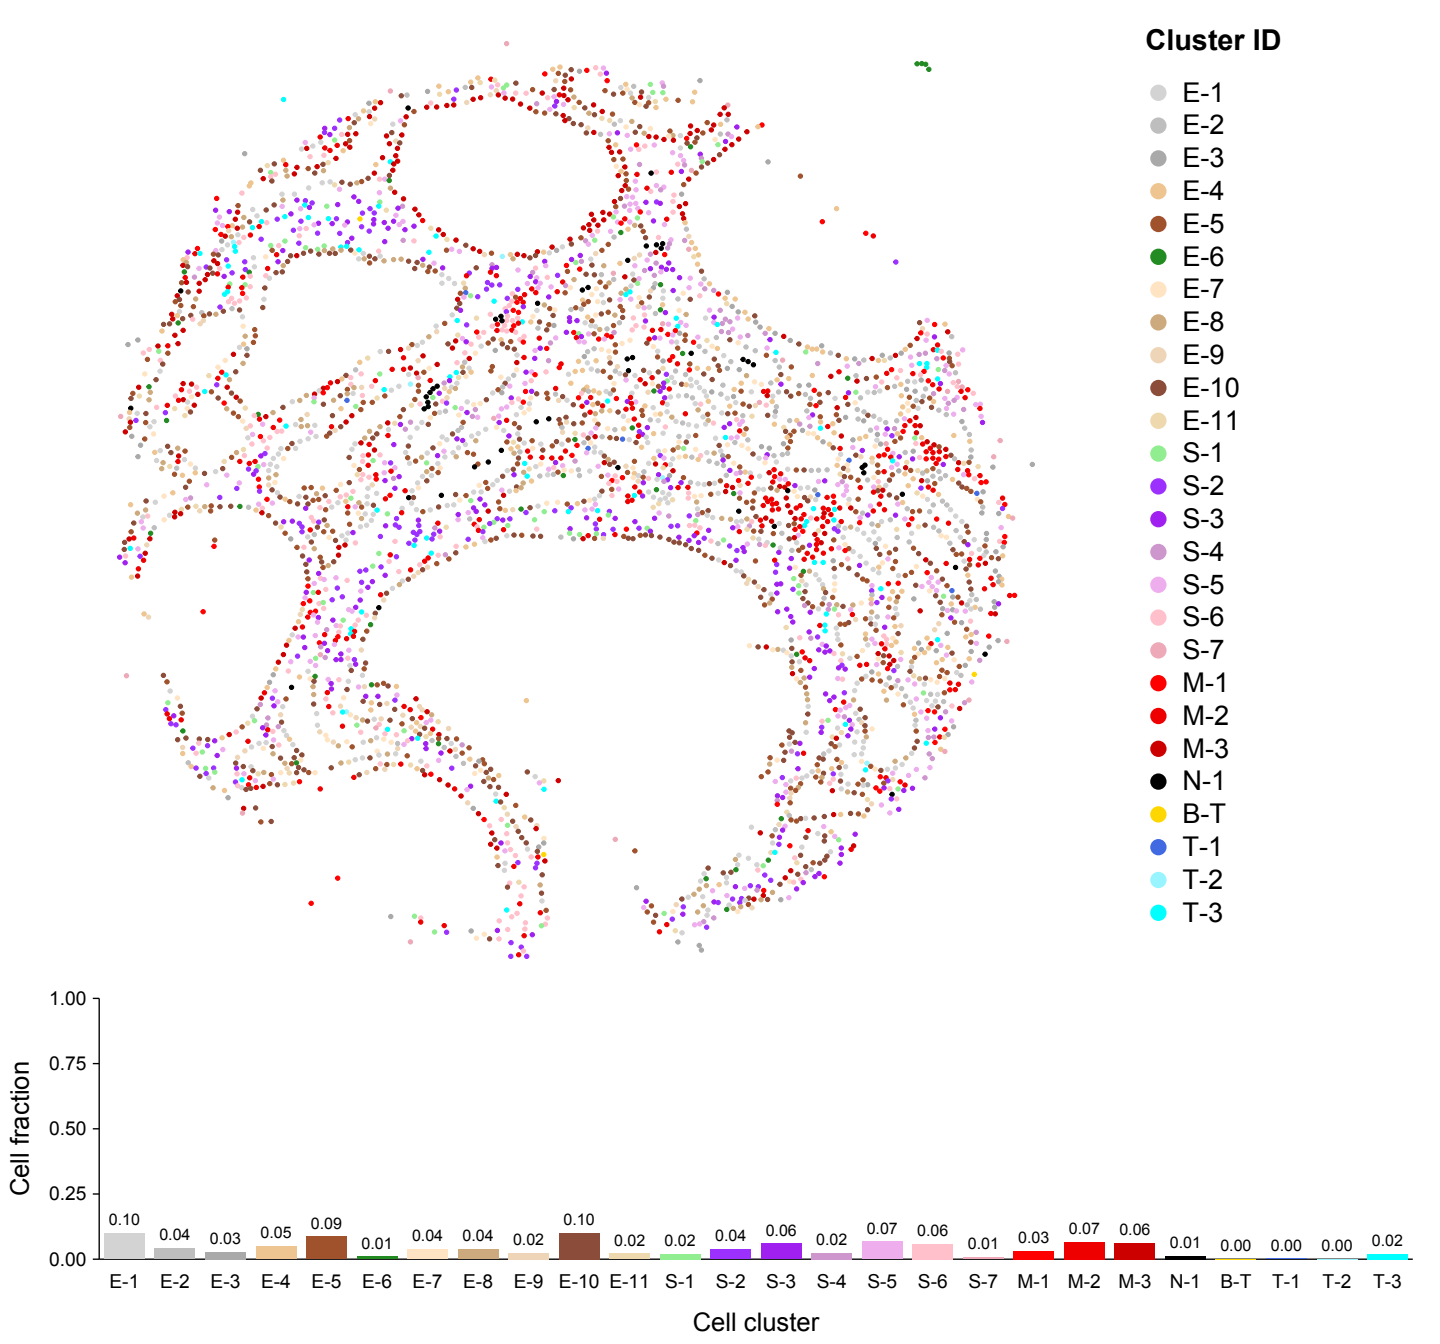 Cluster ID
E-1
E-2
E-3
E-4
E-5
E-6
E-7
E-8
E-9
E-10
E-11
S-1
S-2
S-3
S-4
S-5
S-6
S-7
M-1
M-2
M-3
N-1
B-T
T-1
T-2
T-3
1.00
0.75
0.50
0.25
0.00
Cell fraction
0.10 0.04 0.03 0.05 0.09 0.01 0.04 0.04 0.02 0.10 0.02 0.02 0.04 0.06 0.02 0.07 0.06 0.01 0.03 0.07 0.06 0.01 0.00 0.00 0.00 0.02
E-1 E-2 E-3 E-4 E-5 E-6 E-7 E-8 E-9 E-10 E-11 S-1 S-2 S-3 S-4 S-5 S-6 S-7 M-1 M-2 M-3 N-1 B-T T-1 T-2 T-3
Cell cluster